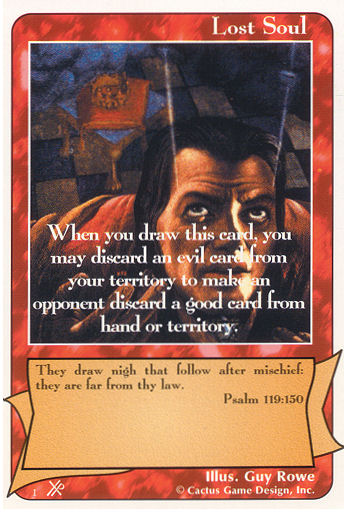 Lost Soul
When you draw this card, you
may discard an evil card from
your territory to make an
opponent discard a good card from
hand or territory.
They draw nigh that follow after mischief:
they are far from thy law.
Psalm 119:150
Illus. Guy Rowe
1
© Cactus Game Design, Inc.